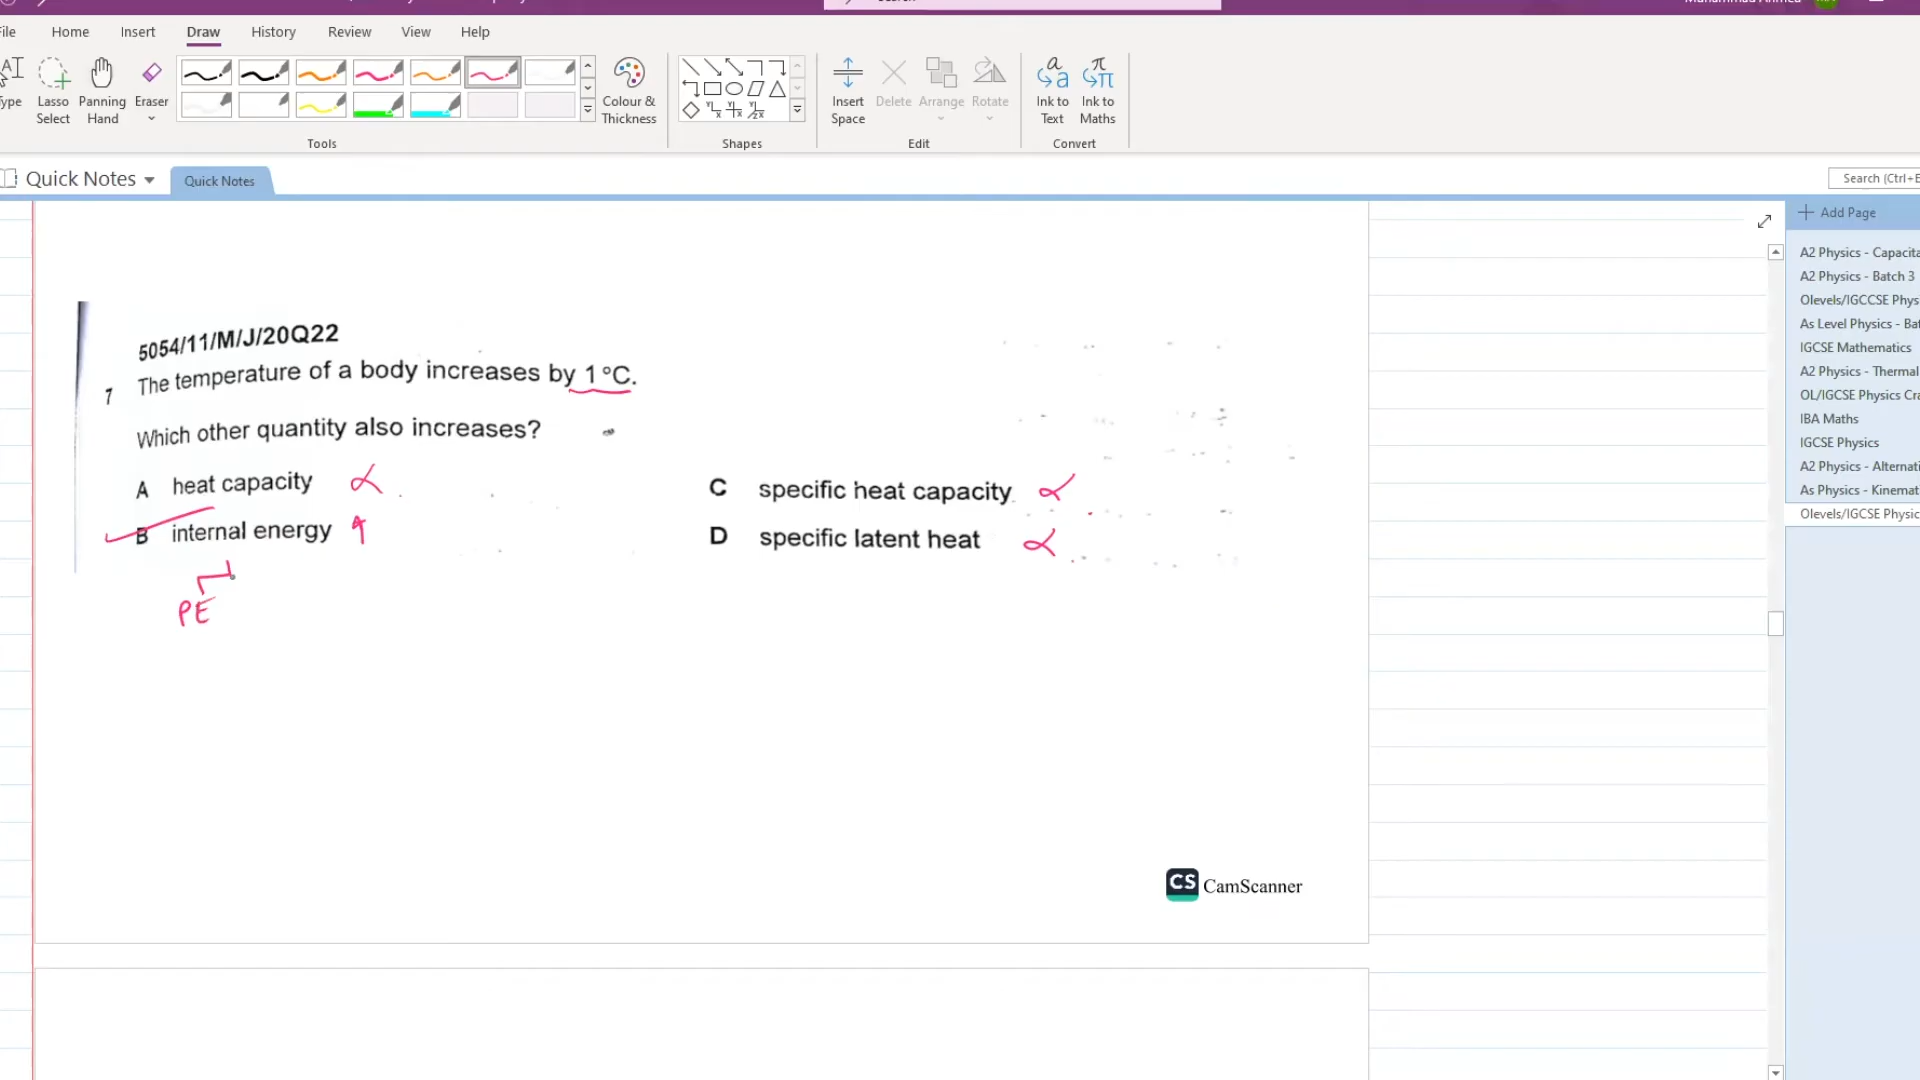 File Home Insert Draw History Review View Help
Type
Lasso Select
Panning Hand
Eraser
Colour & Thickness
Insert Space
Delete
Arrange
Rotate
Ink to Text
Ink to Maths
Tools Shapes Edit Convert
Quick Notes
Quick Notes
Search (Ctrl+E
Add Page
A2 Physics - Capacita
A2 Physics - Batch 3
Olevels/IGCCSE Phys
As Level Physics - Bat
IGCSE Mathematics
A2 Physics - Thermal
OL/IGCSE Physics Cra
IBA Maths
IGCSE Physics
A2 Physics - Alternati
As Physics - Kinemati
Olevels/IGCSE Physic
5054/11/M/J/20Q22
7 The temperature of a body increases by 1 °C.
Which other quantity also increases?
A heat capacity
C specific heat capacity
B internal energy ↑
D specific latent heat
PE
CS CamScanner